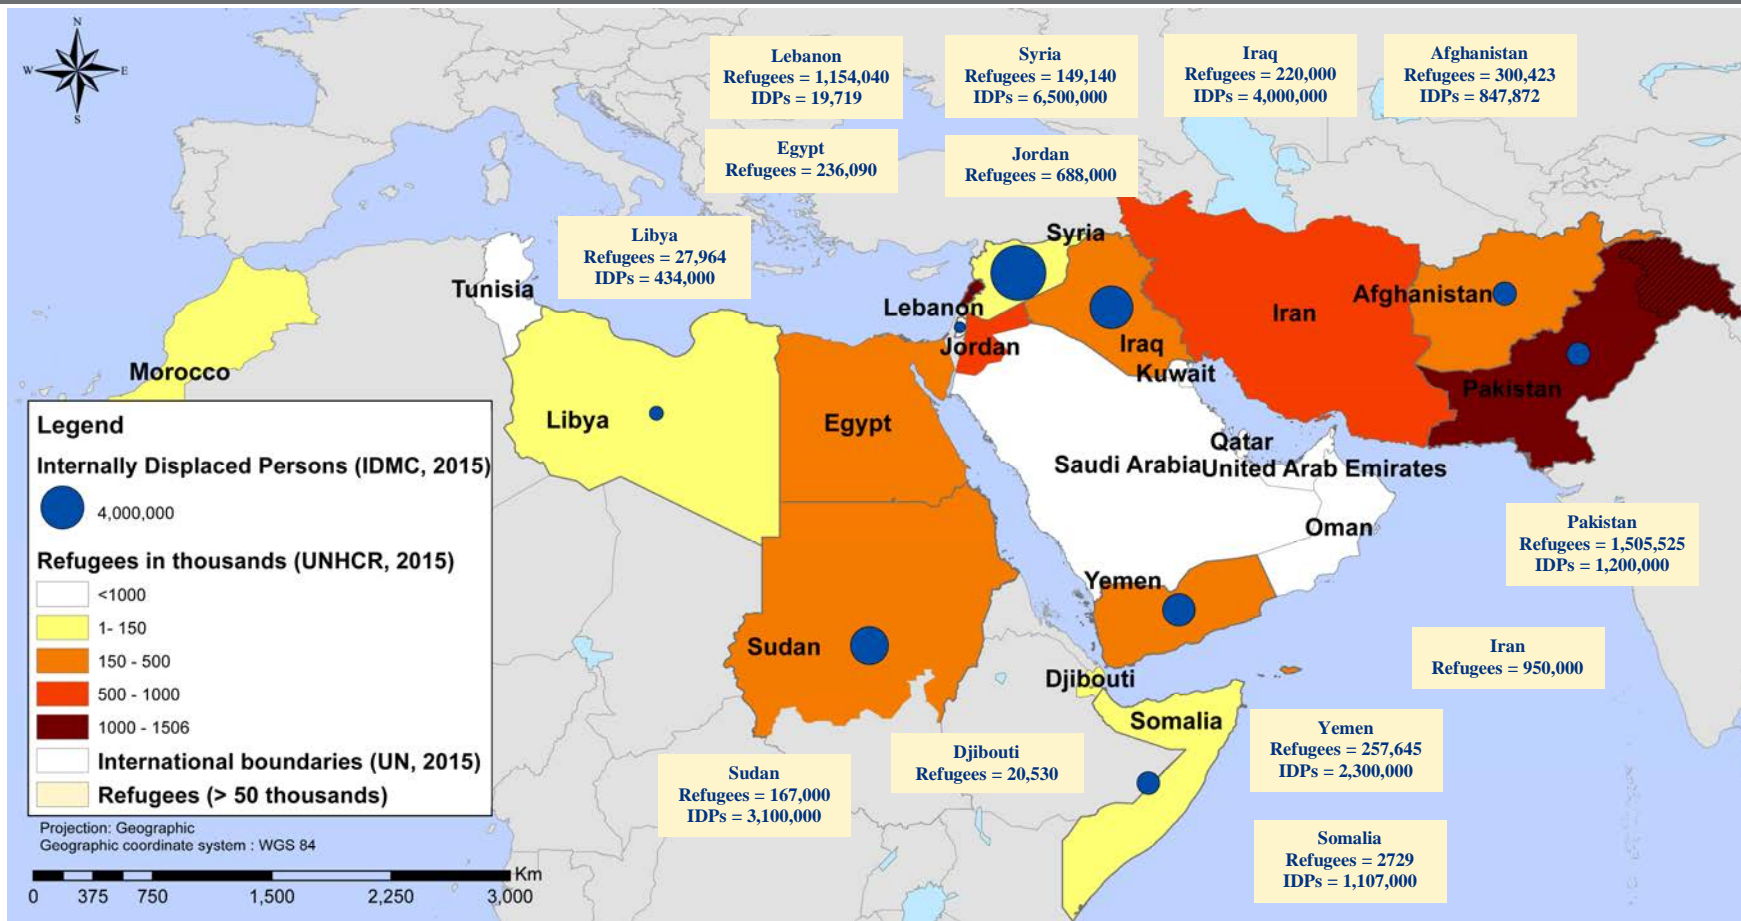 N
W
E
S
Lebanon
Refugees = 1,154,040
IDPs = 19,719
Syria
Refugees = 149,140
IDPs = 6,500,000
Iraq
Refugees = 220,000
IDPs = 4,000,000
Afghanistan
Refugees = 300,423
IDPs = 847,872
Egypt
Refugees = 236,090
Jordan
Refugees = 688,000
Libya
Refugees = 27,964
IDPs = 434,000
Syria
Tunisia
Lebanon
Afghanistan
Iran
Jordan
Iraq
Kuwait
Morocco
Pakistan
Libya
Egypt
Qatar
Saudi Arabia
United Arab Emirates
Oman
Yemen
Sudan
Djibouti
Somalia
Pakistan
Refugees = 1,505,525
IDPs = 1,200,000
Iran
Refugees = 950,000
Yemen
Refugees = 257,645
IDPs = 2,300,000
Djibouti
Refugees = 20,530
Sudan
Refugees = 167,000
IDPs = 3,100,000
Somalia
Refugees = 2729
IDPs = 1,107,000
Legend
Internally Displaced Persons (IDMC, 2015)
4,000,000
Refugees in thousands (UNHCR, 2015)
<1000
1- 150
150 - 500
500 - 1000
1000 - 1506
International boundaries (UN, 2015)
Refugees (> 50 thousands)
Projection: Geographic
Geographic coordinate system : WGS 84
Km
0 375 750 1,500 2,250 3,000